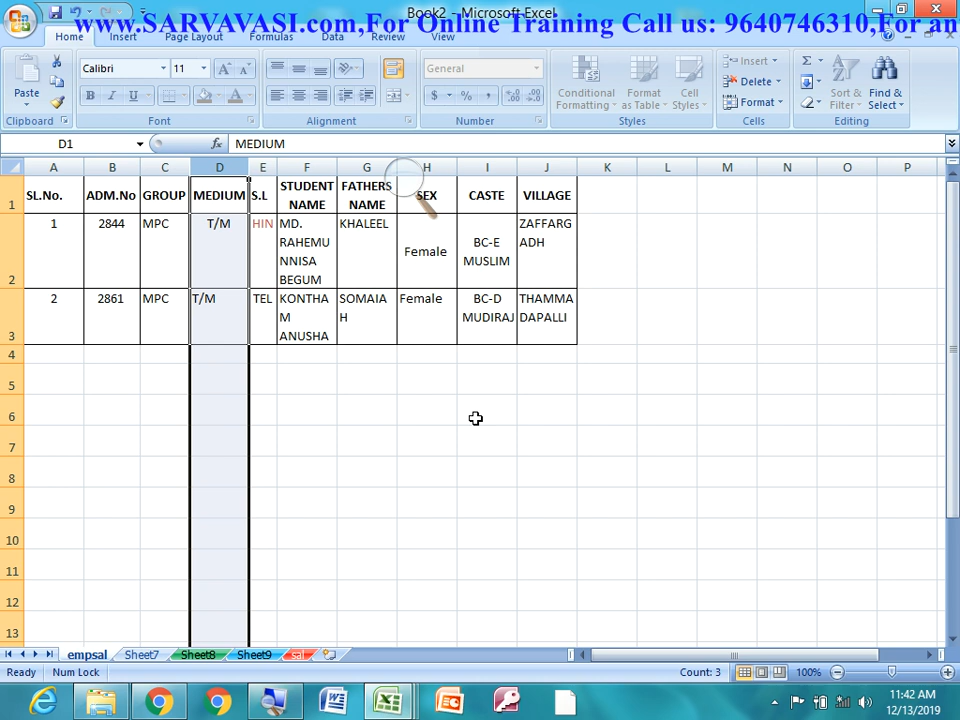 Book2 - Microsoft Excel
www.SARVAVASI.com,For Online Training Call us: 9640746310,For an
Home Insert Page Layout Formulas Data Review View
Calibri 11 General
Paste
Conditional Formatting
Format as Table
Cell Styles
Insert
Delete
Format
Sort & Filter
Find & Select
Clipboard Font Alignment Number Styles Cells Editing
D1 fx MEDIUM
A B C D E F G H I J K L M N O P
1 SL.No. ADM.No GROUP MEDIUM S.L STUDENT NAME FATHERS NAME SEX CASTE VILLAGE
2 1 2844 MPC T/M HIN MD. RAHEMU NNISA BEGUM KHALEEL Female BC-E MUSLIM ZAFFARG ADH
3 2 2861 MPC T/M TEL KONTHA M ANUSHA SOMAIA H Female BC-D MUDIRAJ THAMMA DAPALLI
4
5
6
7
8
9
10
11
12
13
empsal Sheet7 Sheet8 Sheet9 sal
Ready Num Lock Count: 3 100%
11:42 AM
12/13/2019